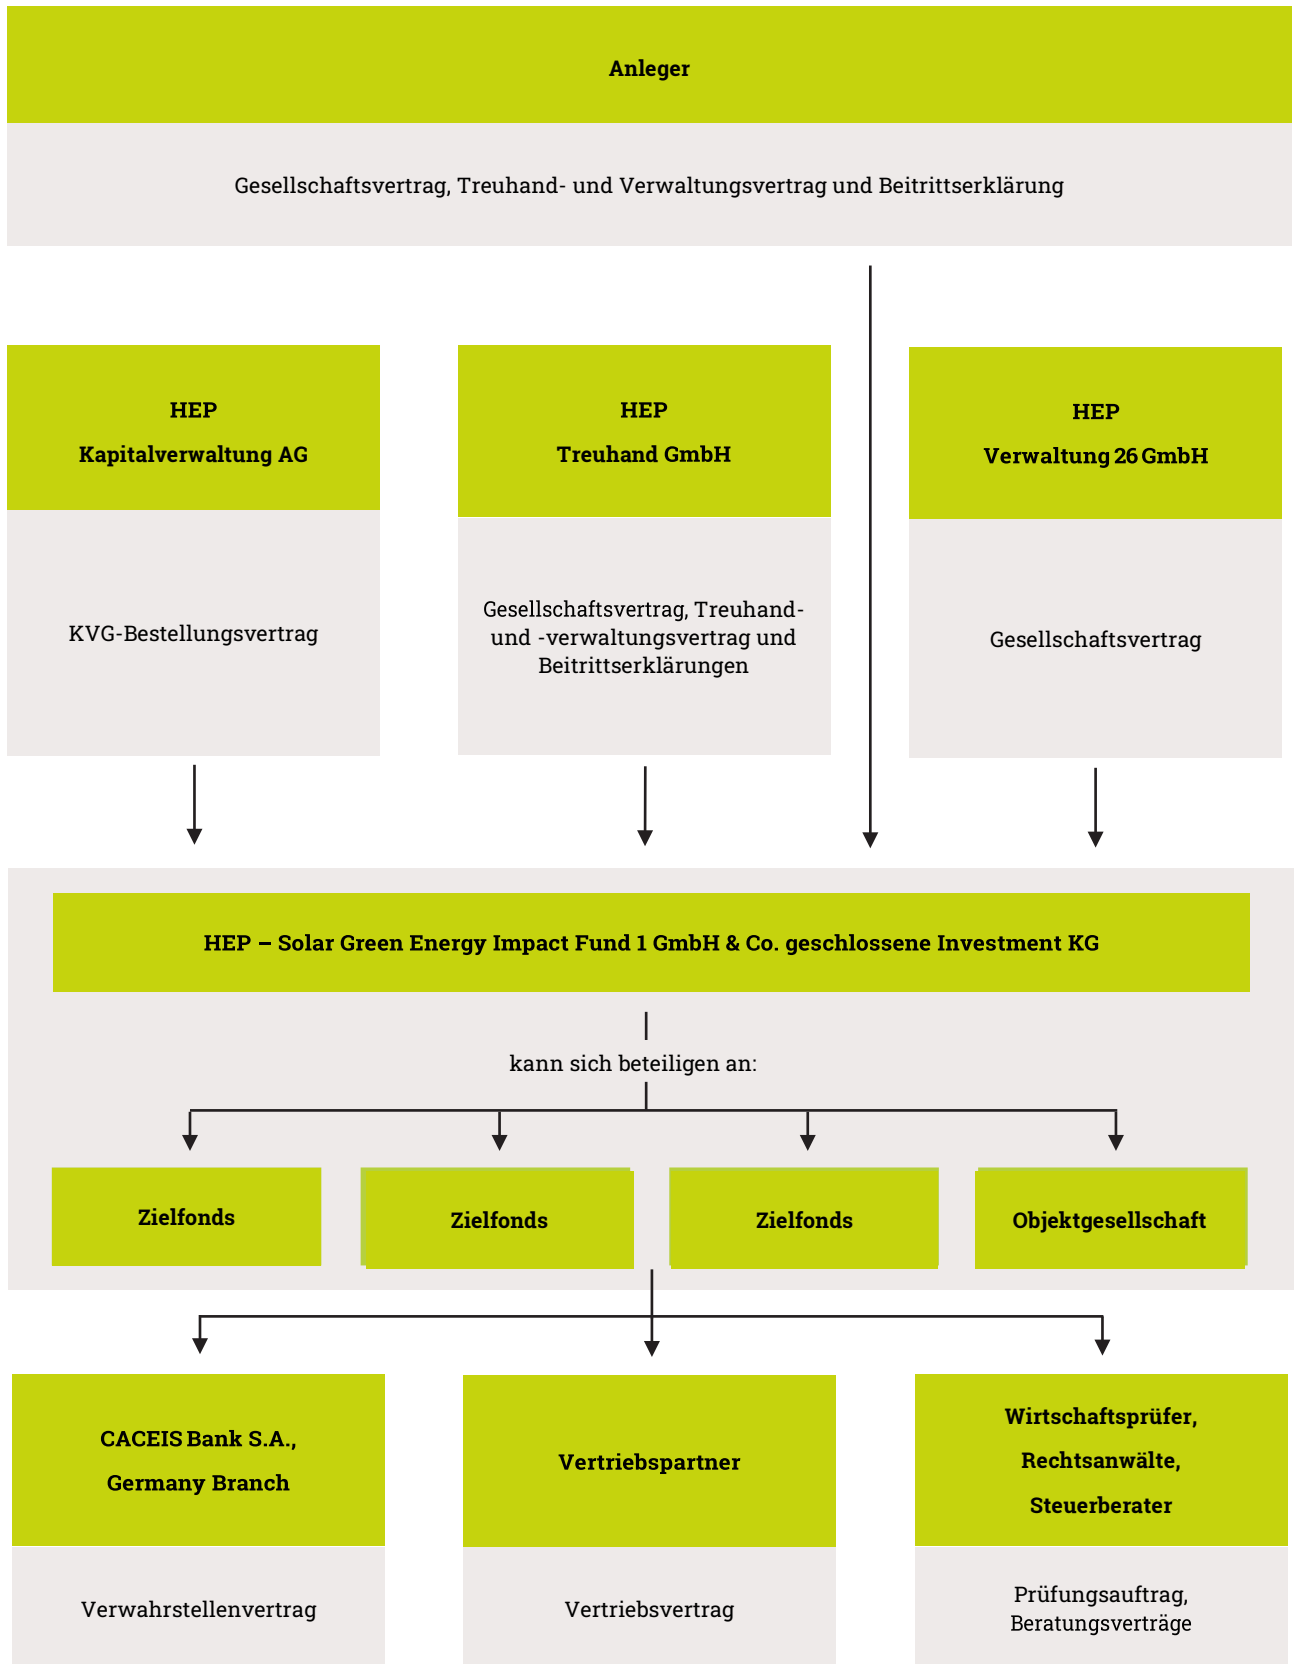 Anleger
Gesellschaftsvertrag, Treuhand- und Verwaltungsvertrag und Beitrittserklärung
HEP
Kapitalverwaltung AG
KVG-Bestellungsvertrag
HEP
Treuhand GmbH
Gesellschaftsvertrag, Treuhand-
und -verwaltungsvertrag und
Beitrittserklärungen
HEP
Verwaltung 26 GmbH
Gesellschaftsvertrag
HEP – Solar Green Energy Impact Fund 1 GmbH & Co. geschlossene Investment KG
kann sich beteiligen an:
Zielfonds
Zielfonds
Zielfonds
Objektgesellschaft
CACEIS Bank S.A.,
Germany Branch
Verwahrstellenvertrag
Vertriebspartner
Vertriebsvertrag
Wirtschaftsprüfer,
Rechtsanwälte,
Steuerberater
Prüfungsauftrag,
Beratungsverträge